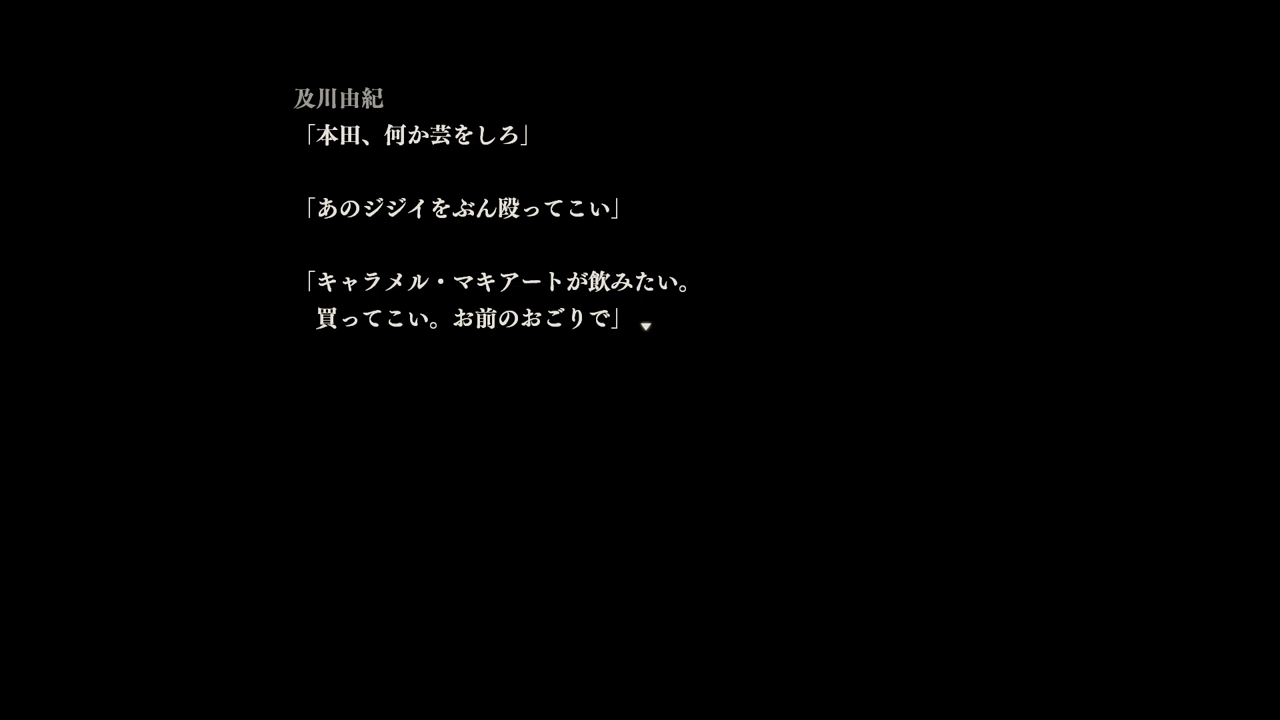 及川由紀
「本田、何か芸をしろ」
「あのジジイをぶん殴ってこい」
「キャラメル・マキアートが飲みたい。
買ってこい。お前のおごりで」